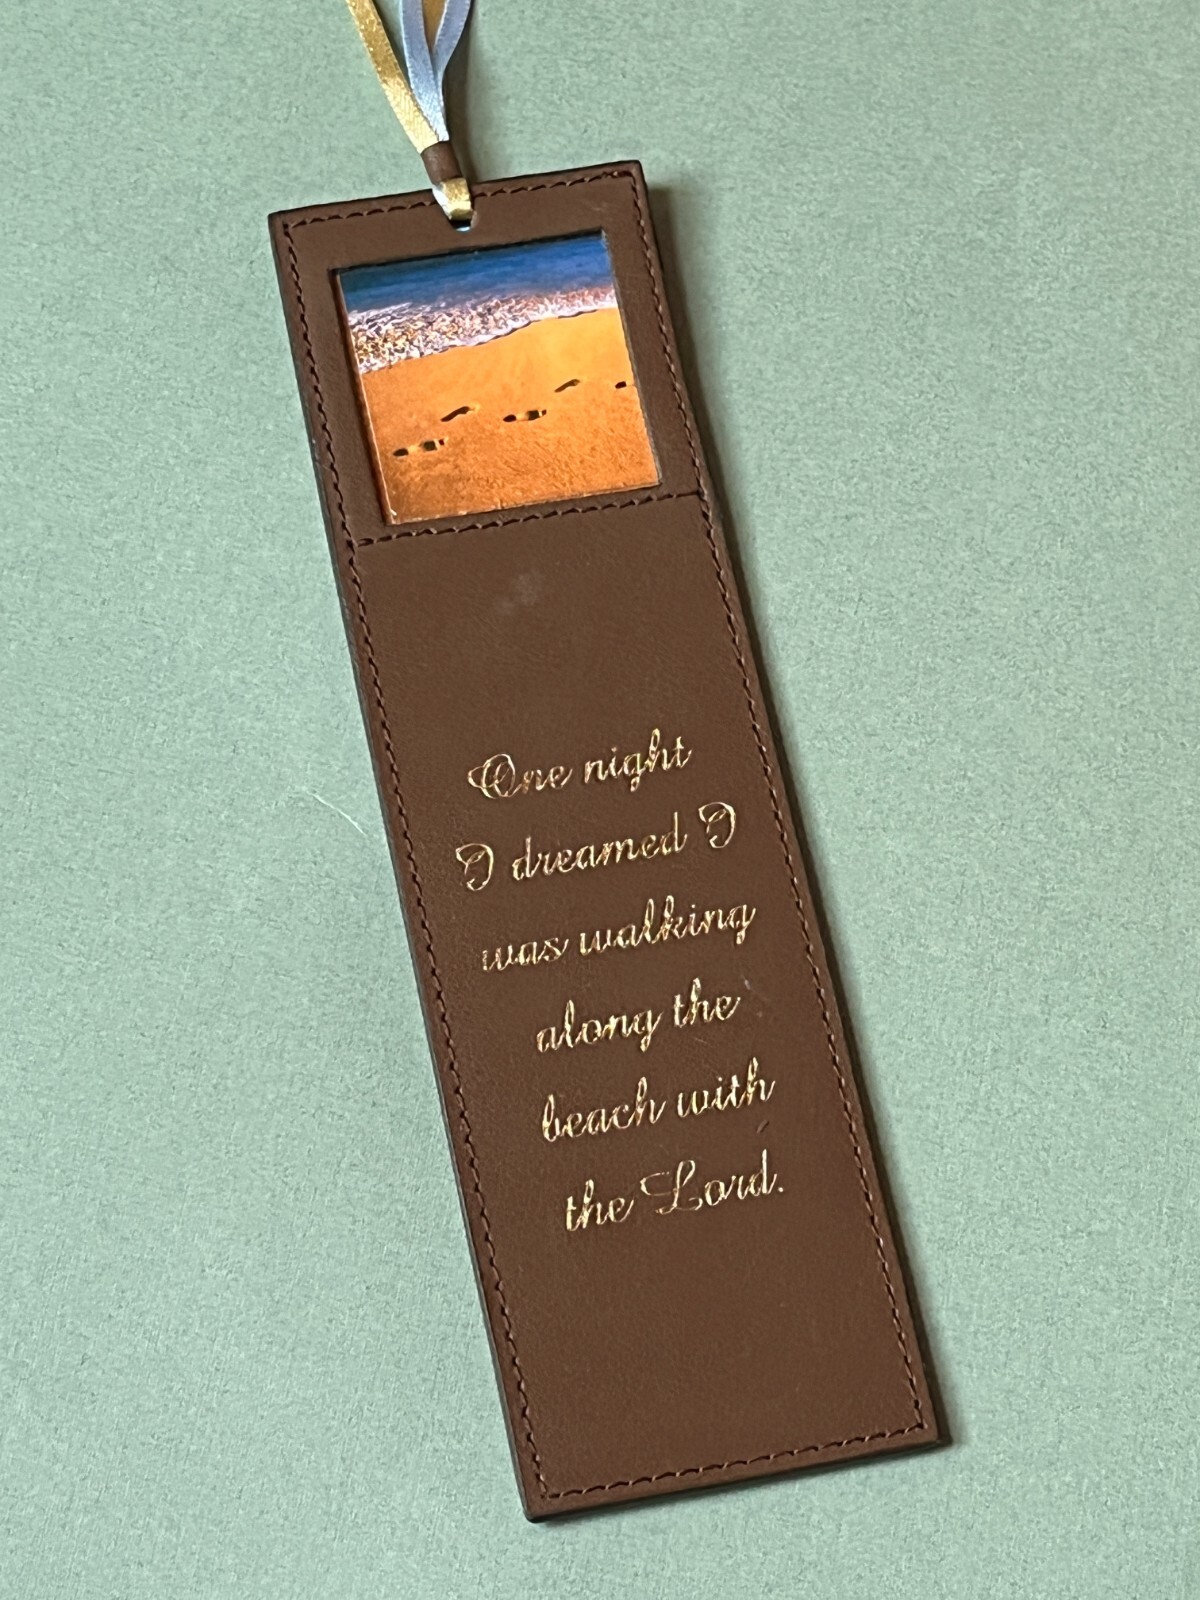 One night
I dreamed I
was walking
along the
beach with
the Lord.